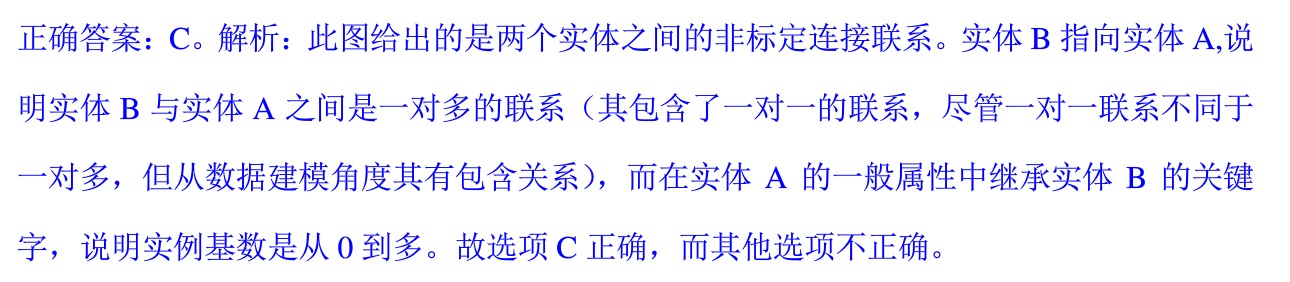 正确答案：C。解析：此图给出的是两个实体之间的非标定连接联系。实体 B 指向实体 A,说
明实体 B 与实体 A 之间是一对多的联系（其包含了一对一的联系，尽管一对一联系不同于
一对多，但从数据建模角度其有包含关系），而在实体 A 的一般属性中继承实体 B 的关键
字，说明实例基数是从 0 到多。故选项 C 正确，而其他选项不正确。